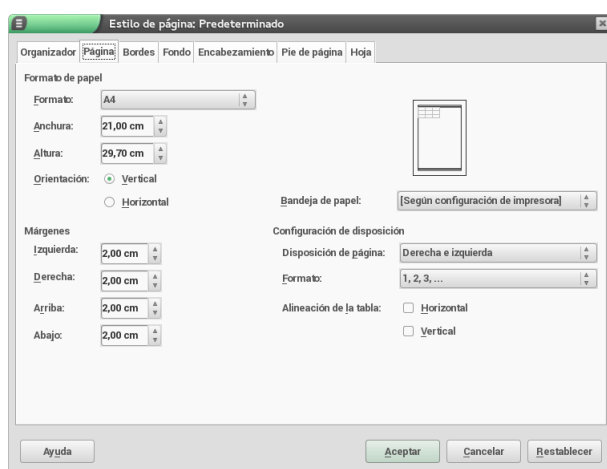 Estilo de página: Predeterminado
Organizador Página Bordes Fondo Encabezamiento Pie de página Hoja
Formato de papel
Formato: A4
Anchura: 21,00 cm
Altura: 29,70 cm
Orientación: Vertical
Horizontal
Bandeja de papel: [Según configuración de impresora]
Márgenes
Izquierda: 2,00 cm
Derecha: 2,00 cm
Arriba: 2,00 cm
Abajo: 2,00 cm
Configuración de disposición
Disposición de página: Derecha e izquierda
Formato: 1, 2, 3, ...
Alineación de la tabla: Horizontal
Vertical
Ayuda Aceptar Cancelar Restablecer